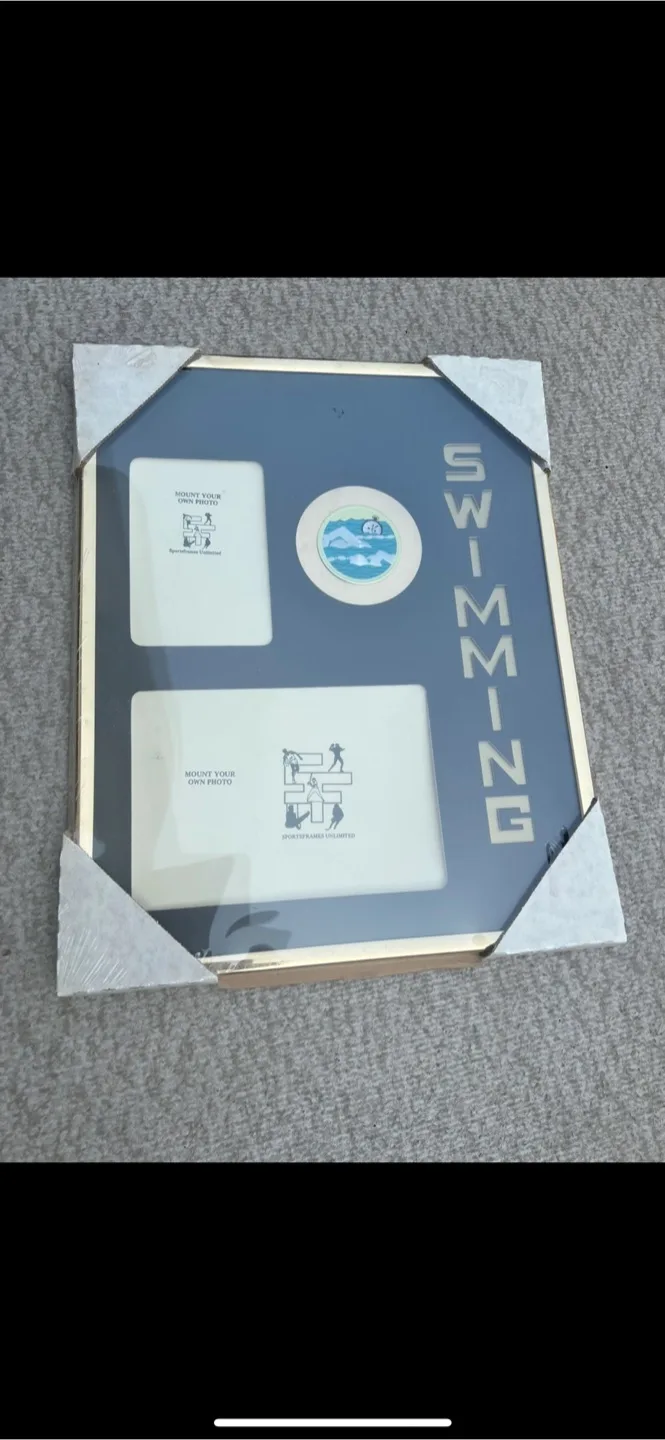 MOUNT YOUR
OWN PHOTO
Sportsframes Unlimited
SWIMMING
MOUNT YOUR
OWN PHOTO
SPORTSFRAMES UNLIMITED